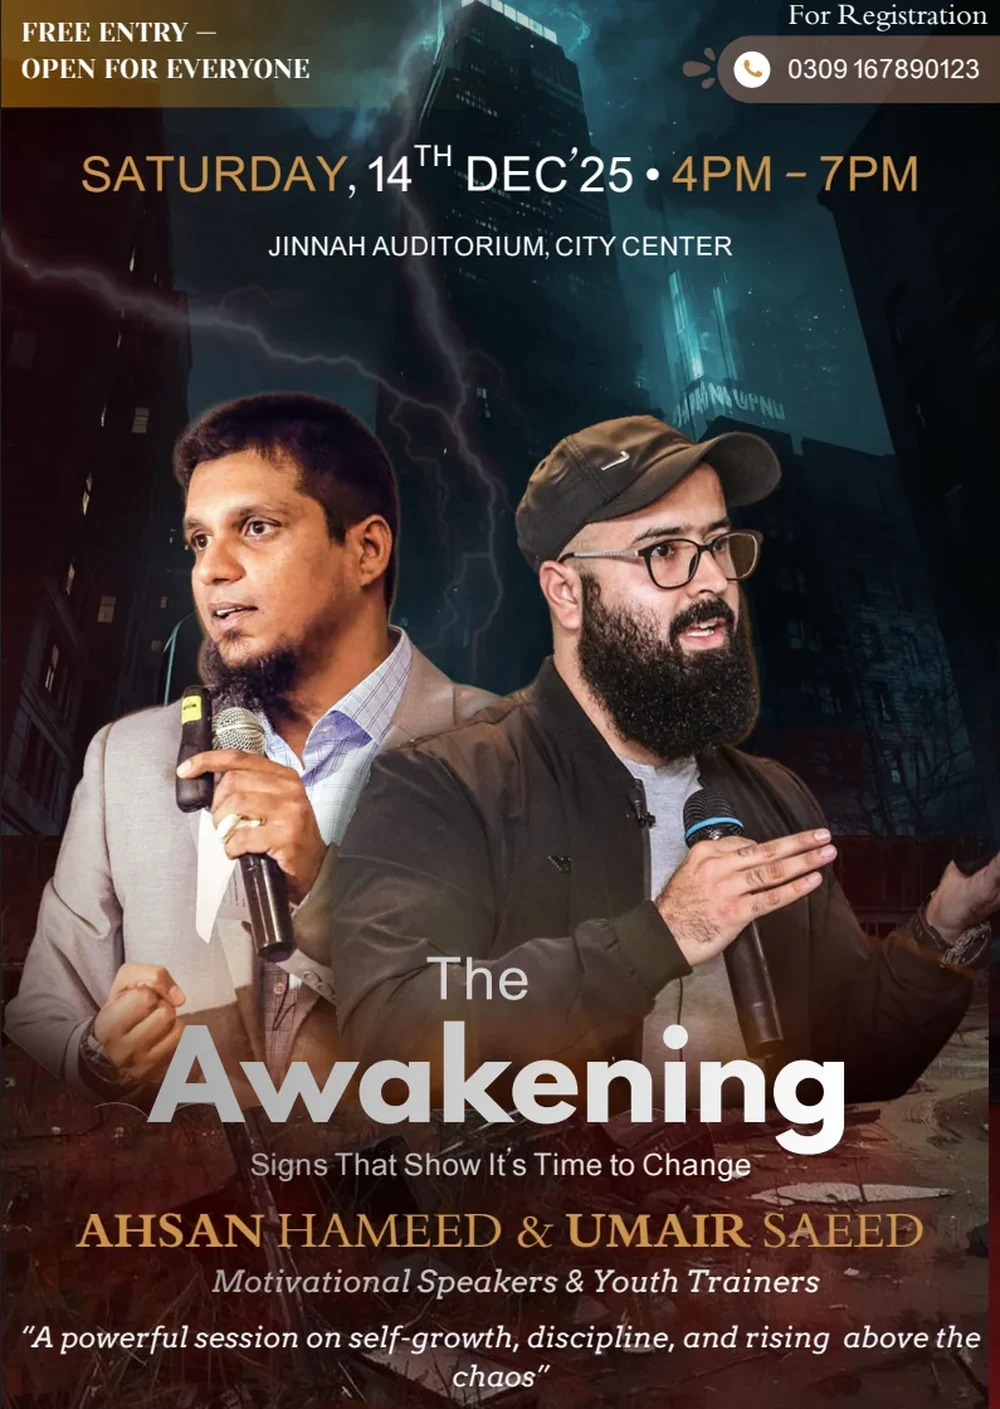 FREE ENTRY —
OPEN FOR EVERYONE
For Registration
0309 167890123
SATURDAY, 14TH DEC'25 • 4PM – 7PM
JINNAH AUDITORIUM, CITY CENTER
The
Awakening
Signs That Show It's Time to Change
AHSAN HAMEED & UMAIR SAEED
Motivational Speakers & Youth Trainers
“A powerful session on self-growth, discipline, and rising above the
chaos”